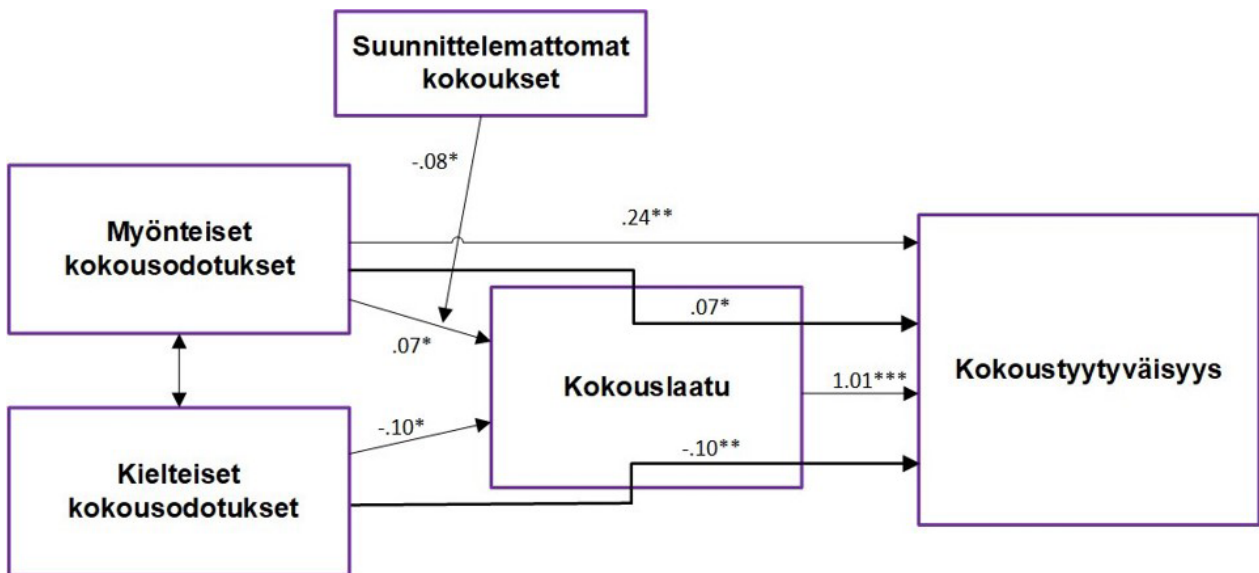 Suunnittelemattomat
kokoukset
-.08*
Myönteiset
kokousodotukset
.24**
.07*
.07*
Kokouslaatu
1.01***
Kokoustyytyväisyys
-.10*
-.10**
Kielteiset
kokousodotukset